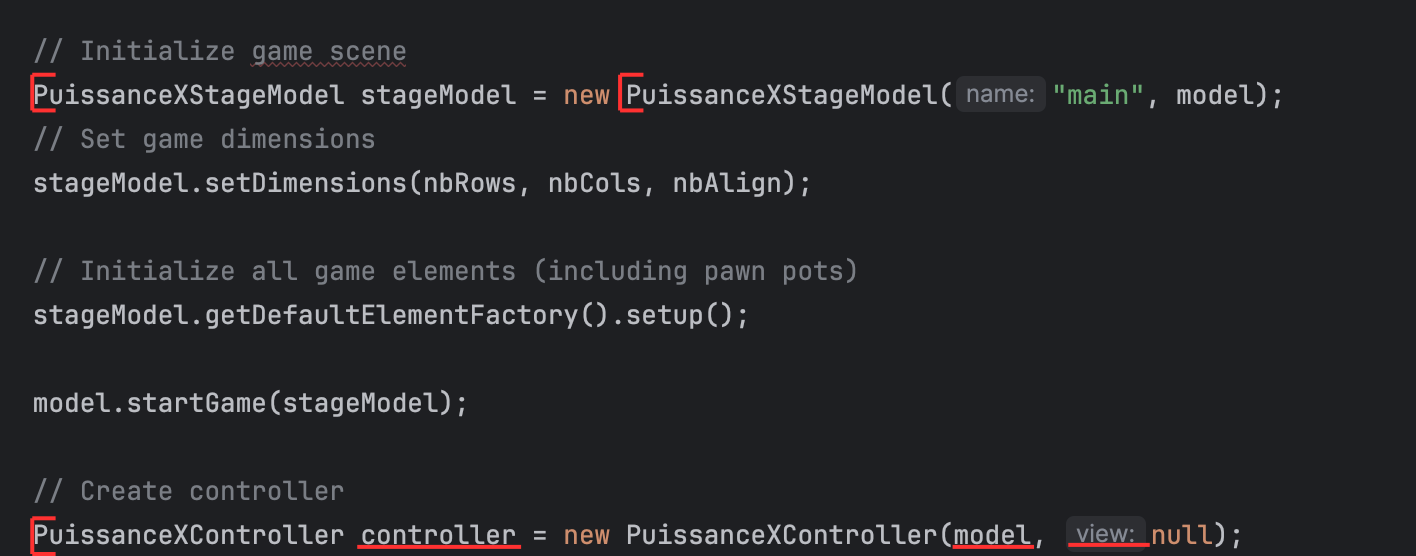 // Initialize game scene
PuissanceXStageModel stageModel = new PuissanceXStageModel( name: "main", model);
// Set game dimensions
stageModel.setDimensions(nbRows, nbCols, nbAlign);
// Initialize all game elements (including pawn pots)
stageModel.getDefaultElementFactory().setup();
model.startGame(stageModel);
// Create controller
PuissanceXController controller = new PuissanceXController(model, view: null);